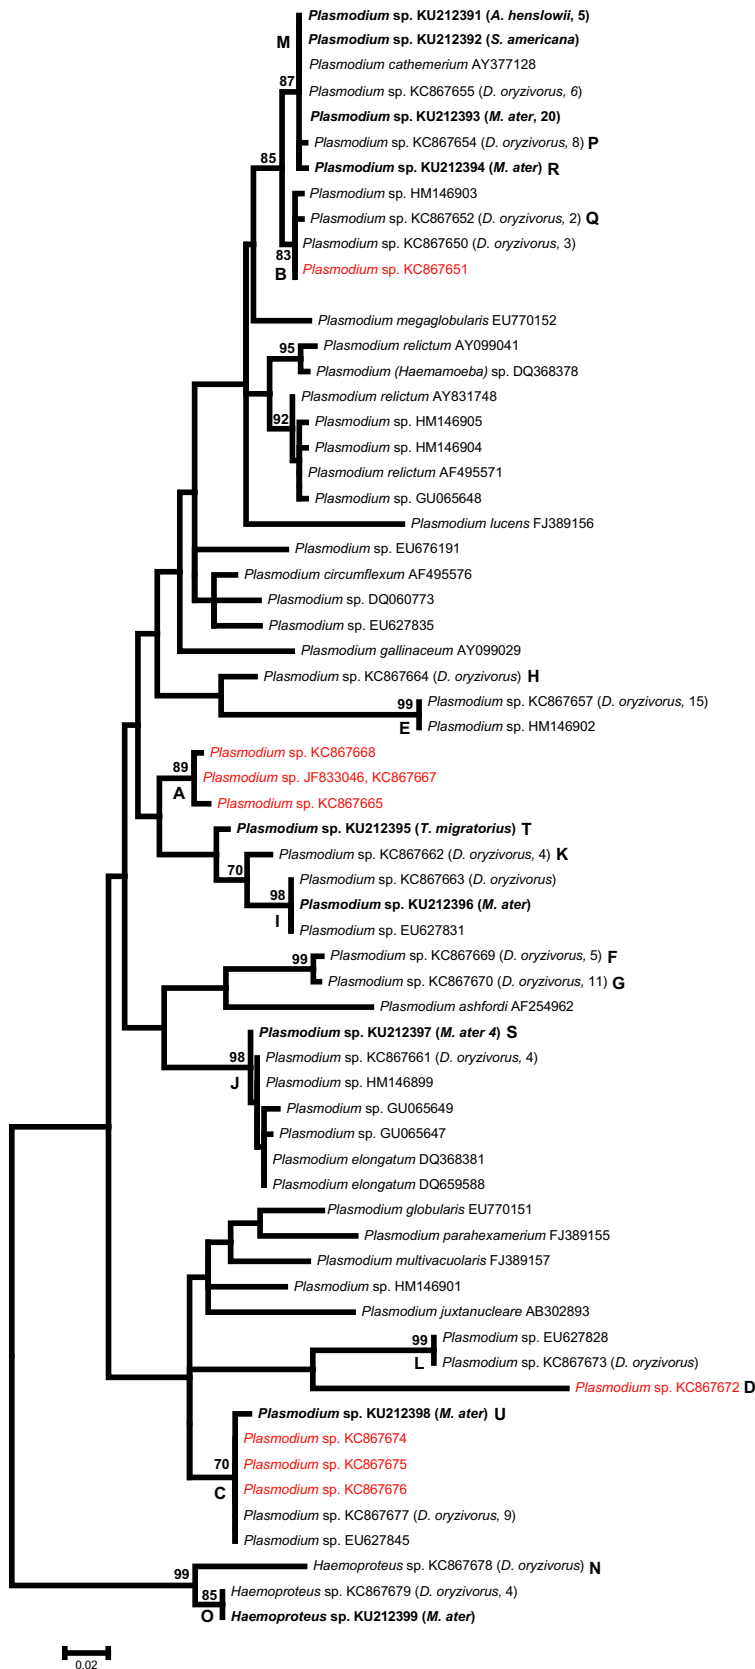 Plasmodium sp. KU212391 (A. henslowii, 5)
Plasmodium sp. KU212392 (S. americana)
M
Plasmodium cathemerium AY377128
87
Plasmodium sp. KC867655 (D. oryzivorus, 6)
Plasmodium sp. KU212393 (M. ater, 20)
Plasmodium sp. KC867654 (D. oryzivorus, 8) P
85
Plasmodium sp. KU212394 (M. ater) R
Plasmodium sp. HM146903
Plasmodium sp. KC867652 (D. oryzivorus, 2) Q
Plasmodium sp. KC867650 (D. oryzivorus, 3)
83
B
Plasmodium sp. KC867651
Plasmodium megaglobularis EU770152
95
Plasmodium relictum AY099041
Plasmodium (Haemamoeba) sp. DQ368378
Plasmodium relictum AY831748
92
Plasmodium sp. HM146905
Plasmodium sp. HM146904
Plasmodium relictum AF495571
Plasmodium sp. GU065648
Plasmodium lucens FJ389156
Plasmodium sp. EU676191
Plasmodium circumflexum AF495576
Plasmodium sp. DQ060773
Plasmodium sp. EU627835
Plasmodium gallinaceum AY099029
Plasmodium sp. KC867664 (D. oryzivorus) H
99
Plasmodium sp. KC867657 (D. oryzivorus, 15)
E
Plasmodium sp. HM146902
Plasmodium sp. KC867668
89
Plasmodium sp. JF833046, KC867667
A
Plasmodium sp. KC867665
Plasmodium sp. KU212395 (T. migratorius) T
Plasmodium sp. KC867662 (D. oryzivorus, 4) K
70
Plasmodium sp. KC867663 (D. oryzivorus)
98
Plasmodium sp. KU212396 (M. ater)
I
Plasmodium sp. EU627831
99
Plasmodium sp. KC867669 (D. oryzivorus, 5) F
Plasmodium sp. KC867670 (D. oryzivorus, 11) G
Plasmodium ashfordi AF254962
Plasmodium sp. KU212397 (M. ater 4) S
98
Plasmodium sp. KC867661 (D. oryzivorus, 4)
J
Plasmodium sp. HM146899
Plasmodium sp. GU065649
Plasmodium sp. GU065647
Plasmodium elongatum DQ368381
Plasmodium elongatum DQ659588
Plasmodium globularis EU770151
Plasmodium parahexamerium FJ389155
Plasmodium multivacuolaris FJ389157
Plasmodium sp. HM146901
Plasmodium juxtanucleare AB302893
99
Plasmodium sp. EU627828
L
Plasmodium sp. KC867673 (D. oryzivorus)
Plasmodium sp. KC867672 D
Plasmodium sp. KU212398 (M. ater) U
Plasmodium sp. KC867674
70
Plasmodium sp. KC867675
C
Plasmodium sp. KC867676
Plasmodium sp. KC867677 (D. oryzivorus, 9)
Plasmodium sp. EU627845
99
Haemoproteus sp. KC867678 (D. oryzivorus) N
85
Haemoproteus sp. KC867679 (D. oryzivorus, 4)
O
Haemoproteus sp. KU212399 (M. ater)
0.02